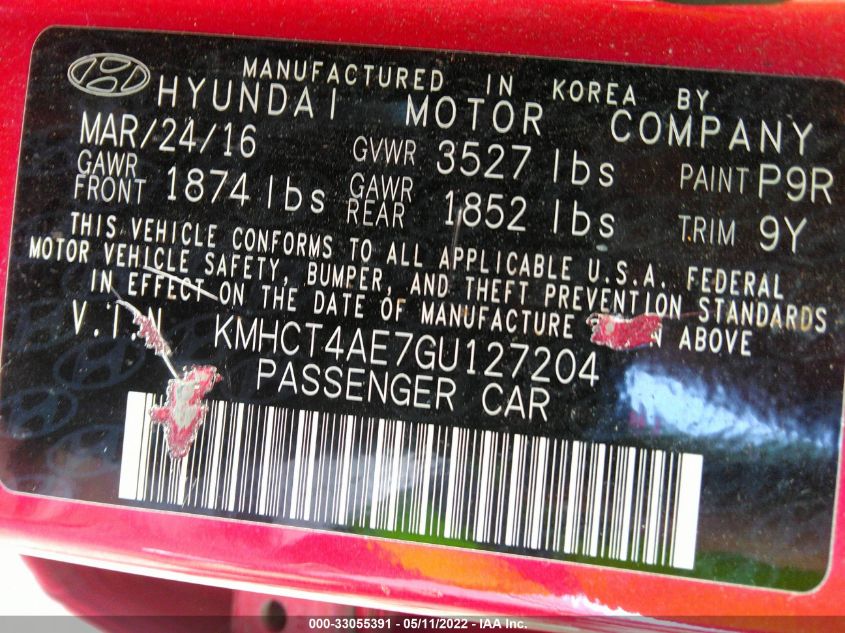 MANUFACTURED IN KOREA BY
HYUNDAI MOTOR COMPANY
MAR/24/16 GVWR 3527 lbs PAINT P9R
GAWR FRONT 1874 lbs GAWR REAR 1852 lbs TRIM 9Y
THIS VEHICLE CONFORMS TO ALL APPLICABLE U.S.A. FEDERAL
MOTOR VEHICLE SAFETY, BUMPER, AND THEFT PREVENTION STANDARDS
IN EFFECT ON THE DATE OF MANUFACTURE ABOVE
V.I.N KMHCT4AE7GU127204
PASSENGER CAR
000-33055391 - 05/11/2022 - IAA Inc.